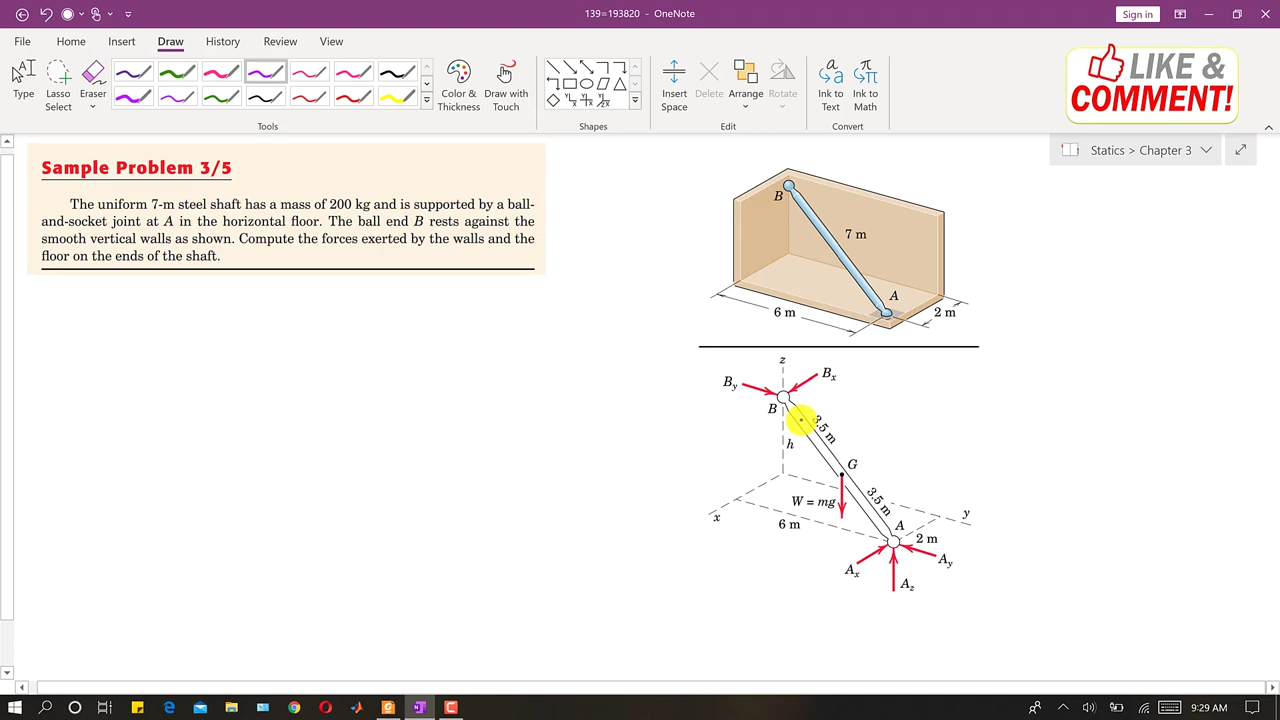 139=193820 - OneNote
Sign in
File Home Insert Draw History Review View
Type
Lasso Select
Eraser
Color & Thickness
Draw with Touch
Insert Space
Delete
Arrange
Rotate
Ink to Text
Ink to Math
Tools
Shapes
Edit
Convert
LIKE &
COMMENT!
Statics > Chapter 3
Sample Problem 3/5
The uniform 7-m steel shaft has a mass of 200 kg and is supported by a ball-
and-socket joint at A in the horizontal floor. The ball end B rests against the
smooth vertical walls as shown. Compute the forces exerted by the walls and the
floor on the ends of the shaft.
B
7 m
A
6 m
2 m
z
By
Bx
B
3.5 m
h
G
3.5 m
W = mg
x
6 m
y
A
2 m
Ax
Ay
Az
9:29 AM